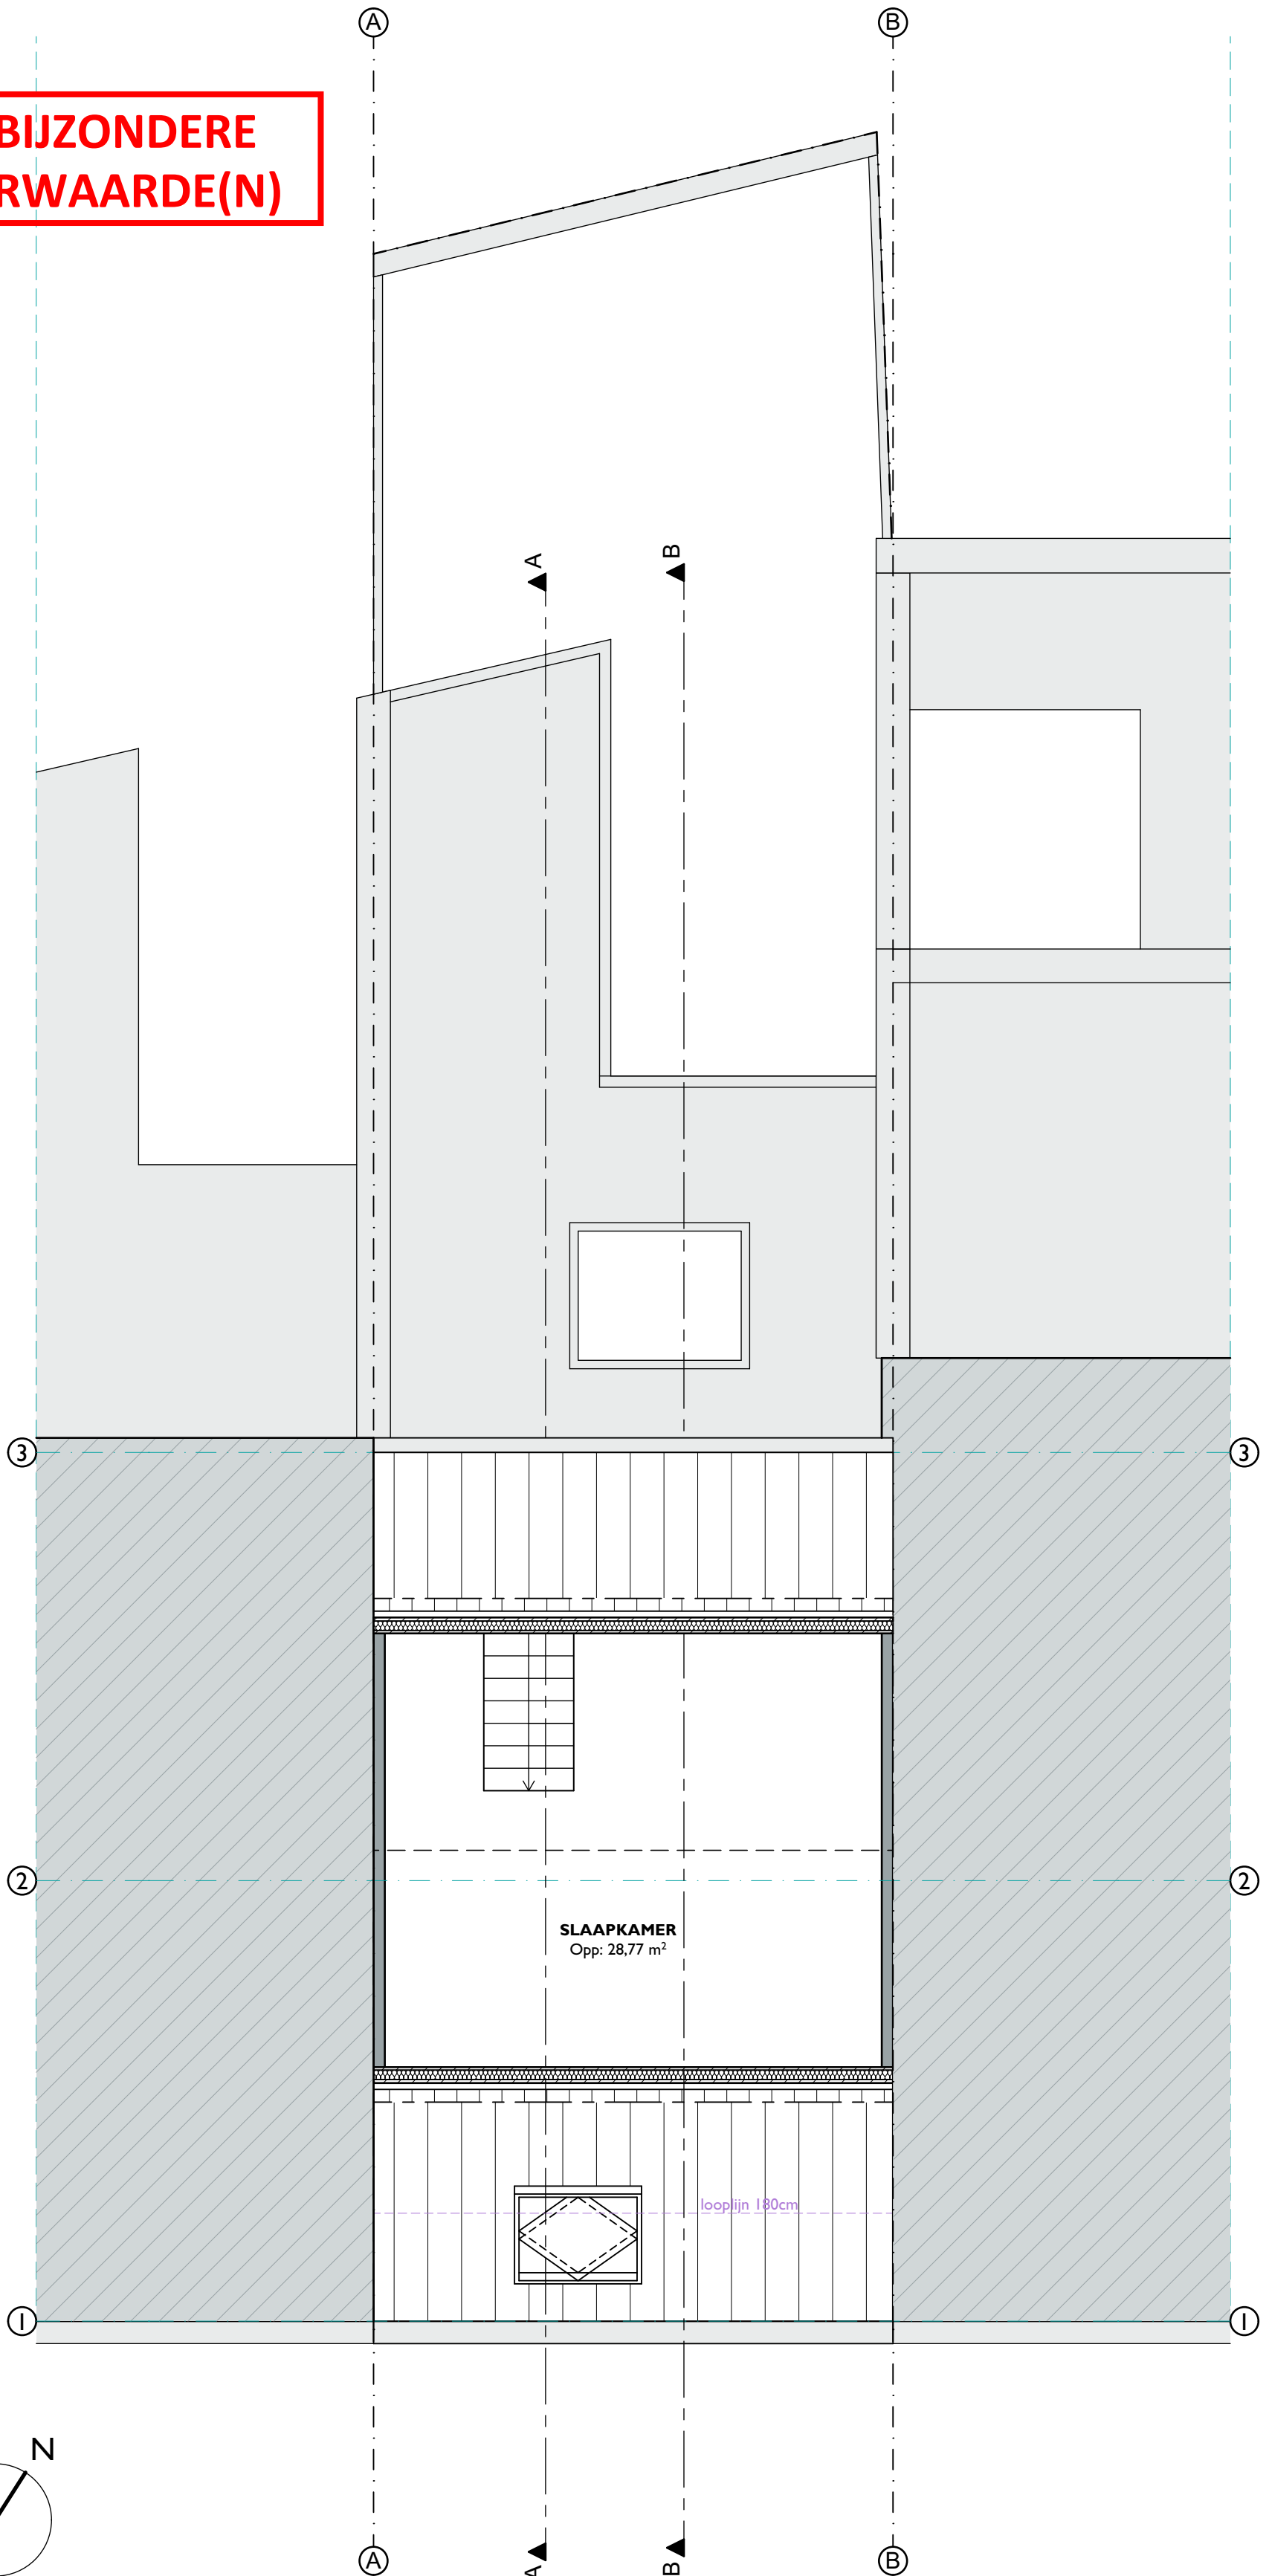 A
B
BIJZONDERE
RWAARDE(N)
A
B
3
3
2
2
SLAAPKAMER
Opp: 28,77 m²
looplijn 180cm
1
1
N
A
B
A
B